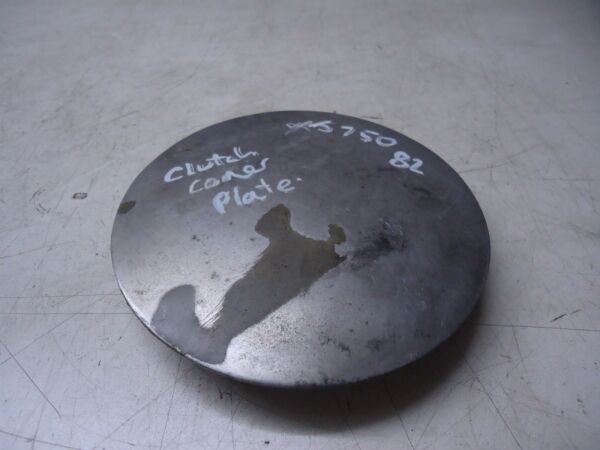 XS750
82
Clutch
Cover
Plate.